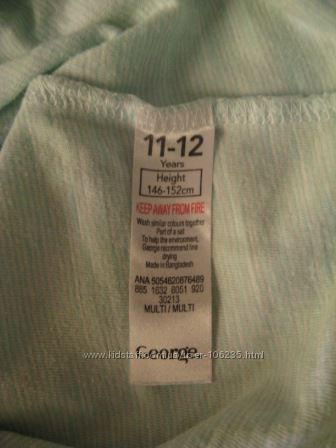 11-12
Years
Height
146-152cm
KEEP AWAY FROM FIRE
Wash similar colours together
Part of a set
To help the environment,
George recommend line
drying
Made in Bangladesh
ANA 5054620876489
885 1632 8051 920
30213
MULTI / MULTI
George